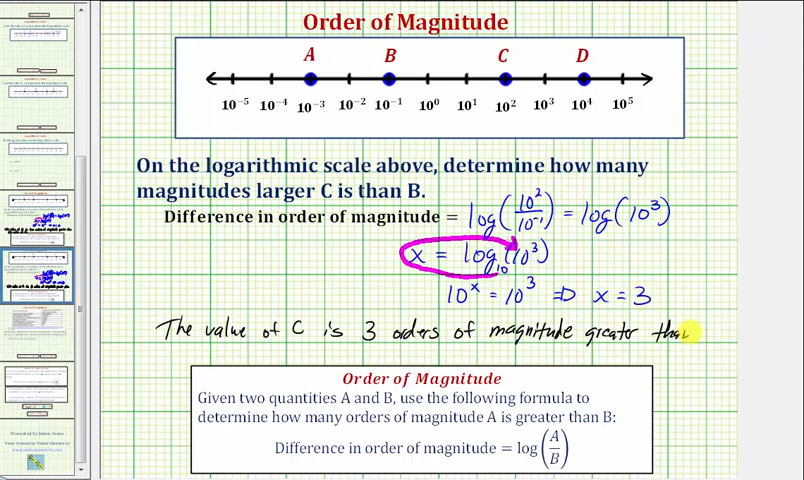 Order of Magnitude
A B C D
10⁻⁵ 10⁻⁴ 10⁻³ 10⁻² 10⁻¹ 10⁰ 10¹ 10² 10³ 10⁴ 10⁵
On the logarithmic scale above, determine how many
magnitudes larger C is than B.
Difference in order of magnitude = log(10²/10⁻¹) = log(10³)
x = log₁₀(10³)
10ˣ = 10³ ⇒ x = 3
The value of C is 3 orders of magnitude greater than
Order of Magnitude
Given two quantities A and B, use the following formula to
determine how many orders of magnitude A is greater than B:
Difference in order of magnitude = log(A/B)